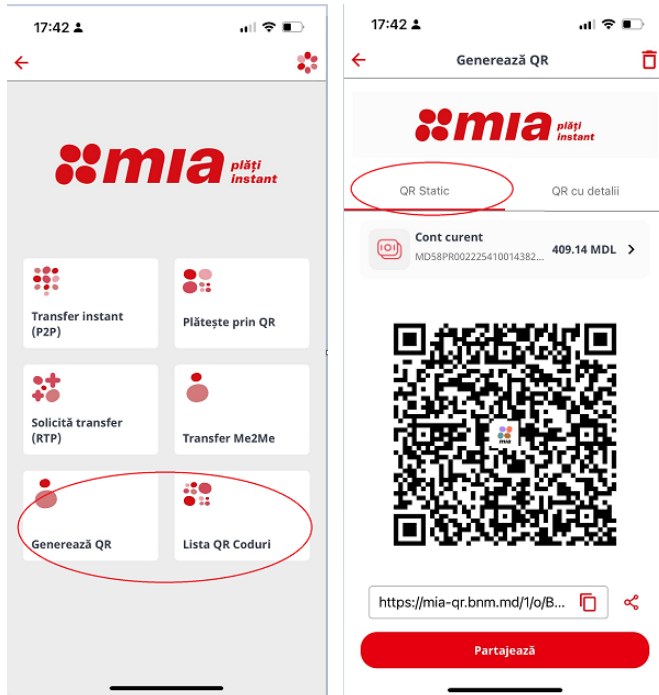 17:42
mia plăți
instant
Transfer instant
(P2P)
Plătește prin QR
Solicită transfer
(RTP)
Transfer Me2Me
Generează QR
Lista QR Coduri
17:42
Generează QR
mia plăți
instant
QR Static
QR cu detalii
Cont curent
MD58PR002225410014382...
409.14 MDL
mia
https://mia-qr.bnm.md/1/o/B...
Partajează